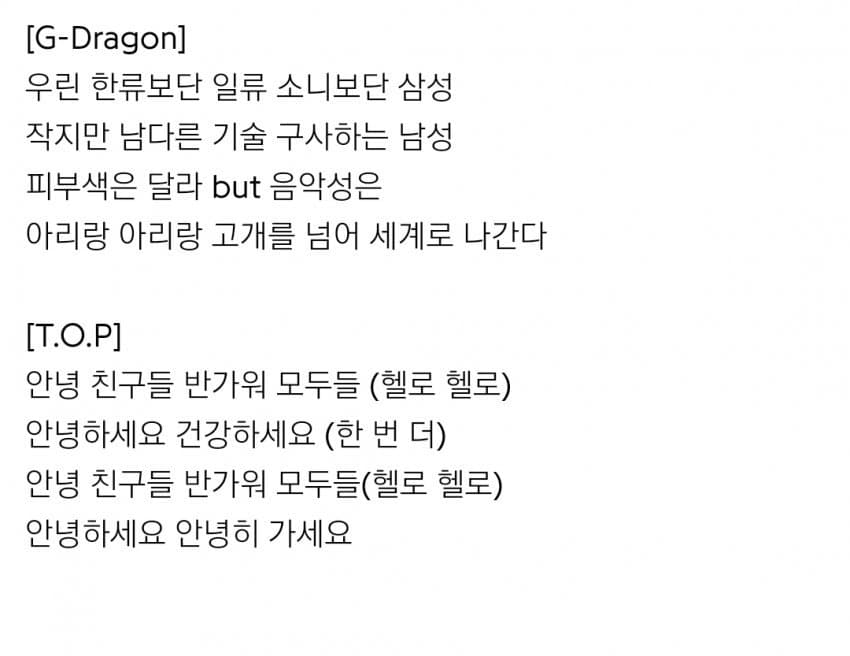 [G-Dragon]
우린 한류보단 일류 소니보단 삼성
작지만 남다른 기술 구사하는 남성
피부색은 달라 but 음악성은
아리랑 아리랑 고개를 넘어 세계로 나간다
[T.O.P]
안녕 친구들 반가워 모두들 (헬로 헬로)
안녕하세요 건강하세요 (한 번 더)
안녕 친구들 반가워 모두들(헬로 헬로)
안녕하세요 안녕히 가세요